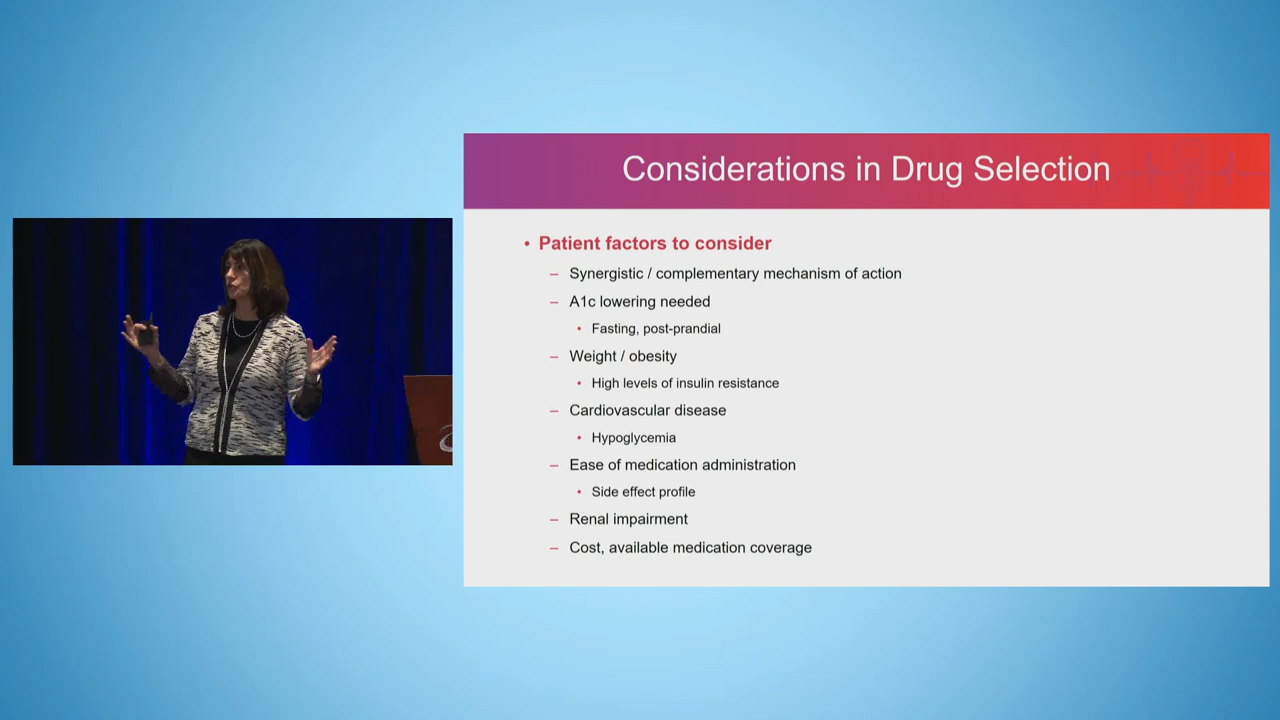 Considerations in Drug Selection
• Patient factors to consider
– Synergistic / complementary mechanism of action
– A1c lowering needed
• Fasting, post-prandial
– Weight / obesity
• High levels of insulin resistance
– Cardiovascular disease
• Hypoglycemia
– Ease of medication administration
• Side effect profile
– Renal impairment
– Cost, available medication coverage